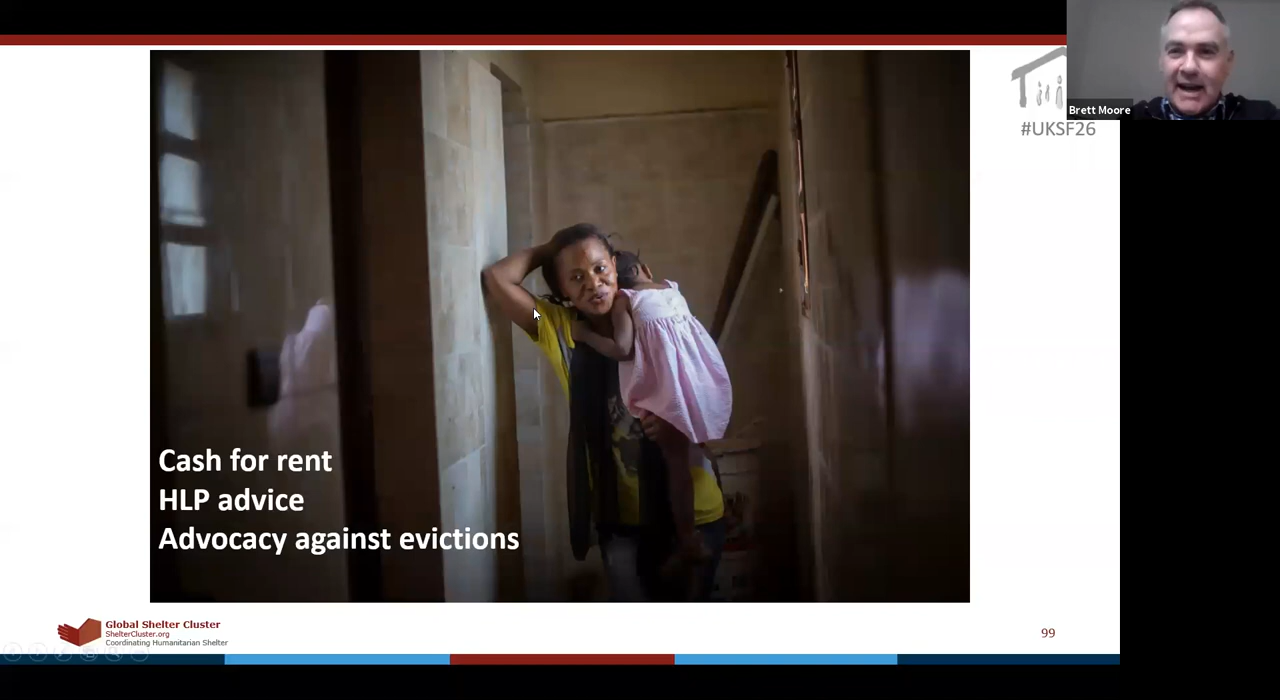 Brett Moore
#UKSF26
Cash for rent
HLP advice
Advocacy against evictions
Global Shelter Cluster
ShelterCluster.org
Coordinating Humanitarian Shelter
99